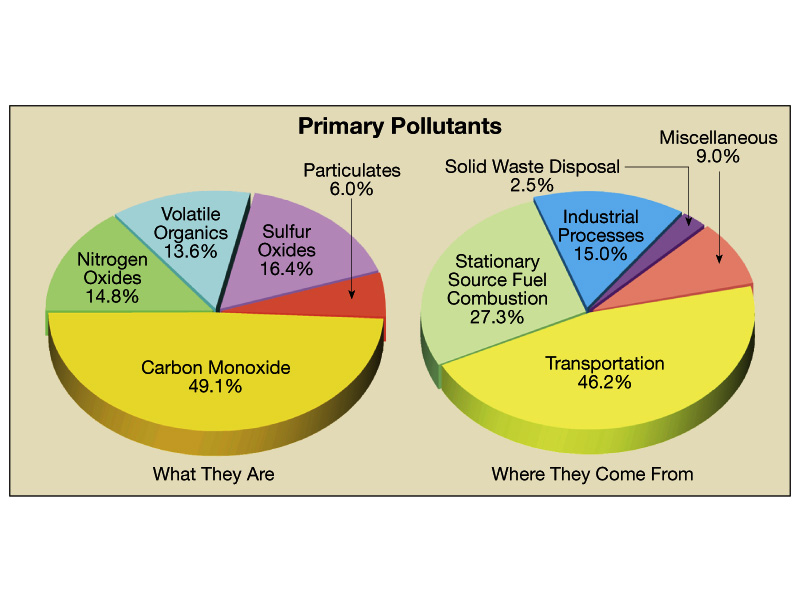 Primary Pollutants
Particulates
6.0%
Volatile
Organics
13.6%
Sulfur
Oxides
16.4%
Nitrogen
Oxides
14.8%
Carbon Monoxide
49.1%
What They Are
Miscellaneous
9.0%
Solid Waste Disposal
2.5%
Industrial
Processes
15.0%
Stationary
Source Fuel
Combustion
27.3%
Transportation
46.2%
Where They Come From